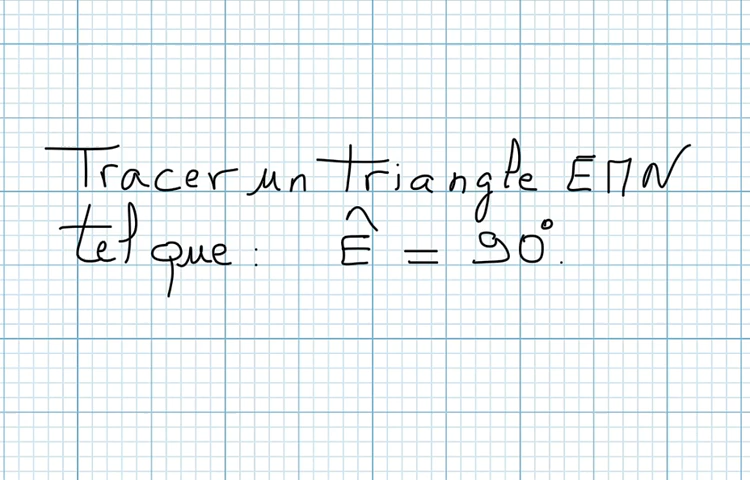 Tracer un triangle EMN
tel que : Ê = 90°.